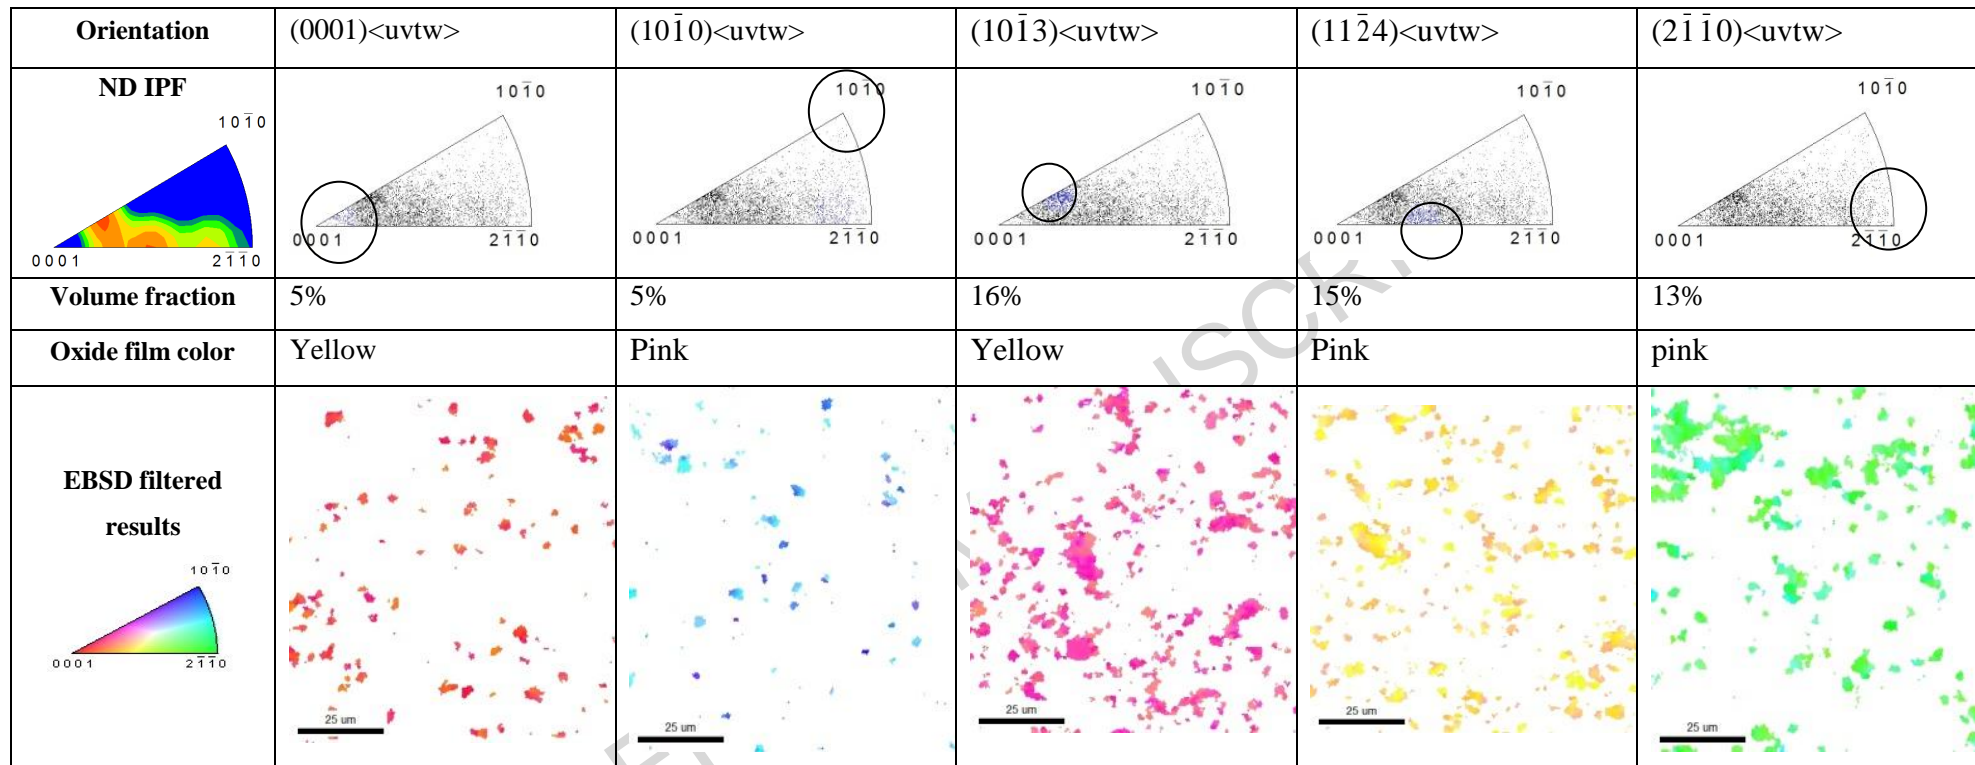 Orientation (0001)<uvtw> (101̄0)<uvtw> (101̄3)<uvtw> (112̄4)<uvtw> (21̄1̄0)<uvtw>
ND IPF
101̄0
0001 21̄1̄0
101̄0
0001 21̄1̄0
101̄0
0001 21̄1̄0
101̄0
0001 21̄1̄0
101̄0
0001 21̄1̄0
101̄0
0001 21̄1̄0
Volume fraction 5% 5% 16% 15% 13%
Oxide film color Yellow Pink Yellow Pink pink
EBSD filtered
results
101̄0
0001 21̄1̄0
25 um
25 um
25 um
25 um
25 um